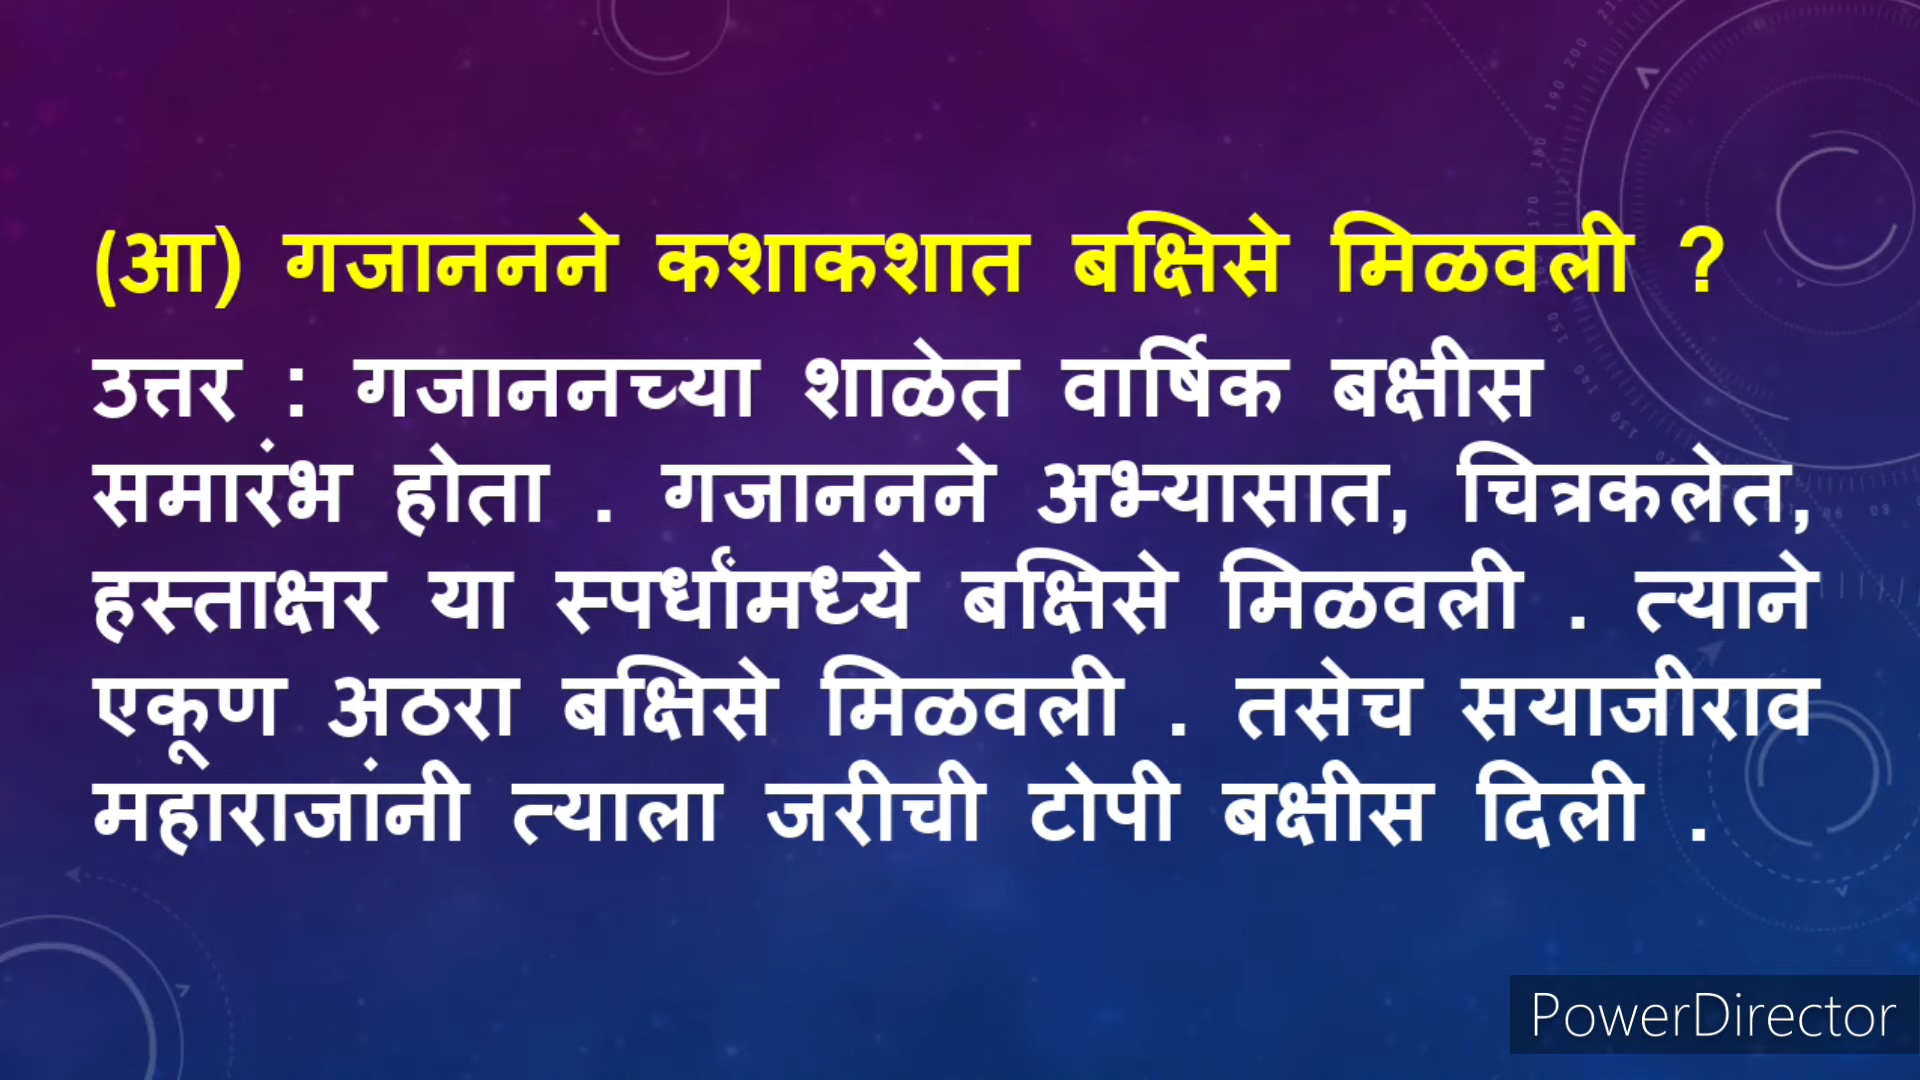 (आ) गजाननने कशाकशात बक्षिसे मिळवली ?
उत्तर : गजाननच्या शाळेत वार्षिक बक्षीस
समारंभ होता . गजाननने अभ्यासात, चित्रकलेत,
हस्ताक्षर या स्पर्धांमध्ये बक्षिसे मिळवली . त्याने
एकूण अठरा बक्षिसे मिळवली . तसेच सयाजीराव
महाराजांनी त्याला जरीची टोपी बक्षीस दिली .
PowerDirector